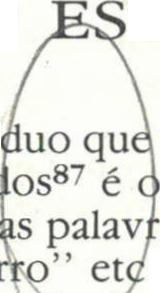 ES
duo que
dos⁸⁷ é o
as palavr
rro" etc